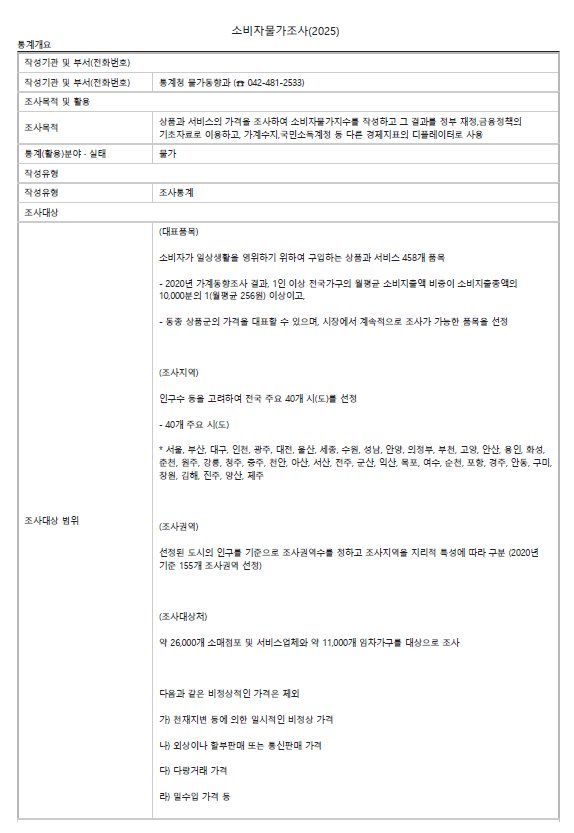 소비자물가조사(2025)
통계개요
작성기관 및 부서(전화번호)
작성기관 및 부서(전화번호) 통계청 물가동향과 (☎ 042-481-2533)
조사목적 및 활용
조사목적 상품과 서비스의 가격을 조사하여 소비자물가지수를 작성하고 그 결과를 정부 재정,금융정책의
기초자료로 이용하고, 가계수지,국민소득계정 등 다른 경제지표의 디플레이터로 사용
통계(활용)분야 · 실태 물가
작성유형
작성유형 조사통계
조사대상
조사대상 범위
(대표품목)
소비자가 일상생활을 영위하기 위하여 구입하는 상품과 서비스 458개 품목
- 2020년 가계동향조사 결과, 1인 이상 전국가구의 월평균 소비지출액 비중이 소비지출총액의
10,000분의 1(월평균 256원) 이상이고,
- 동종 상품군의 가격을 대표할 수 있으며, 시장에서 계속적으로 조사가 가능한 품목을 선정
(조사지역)
인구수 등을 고려하여 전국 주요 40개 시(도)를 선정
- 40개 주요 시(도)
* 서울, 부산, 대구, 인천, 광주, 대전, 울산, 세종, 수원, 성남, 안양, 의정부, 부천, 고양, 안산, 용인, 화성,
춘천, 원주, 강릉, 청주, 충주, 천안, 아산, 서산, 전주, 군산, 익산, 목포, 여수, 순천, 포항, 경주, 안동, 구미,
창원, 김해, 진주, 양산, 제주
(조사권역)
선정된 도시의 인구를 기준으로 조사권역수를 정하고 조사지역을 지리적 특성에 따라 구분 (2020년
기준 155개 조사권역 선정)
(조사대상처)
약 26,000개 소매점포 및 서비스업체와 약 11,000개 임차가구를 대상으로 조사
다음과 같은 비정상적인 가격은 제외
가) 천재지변 등에 의한 일시적인 비정상 가격
나) 외상이나 할부판매 또는 통신판매 가격
다) 다량거래 가격
라) 밀수입 가격 등